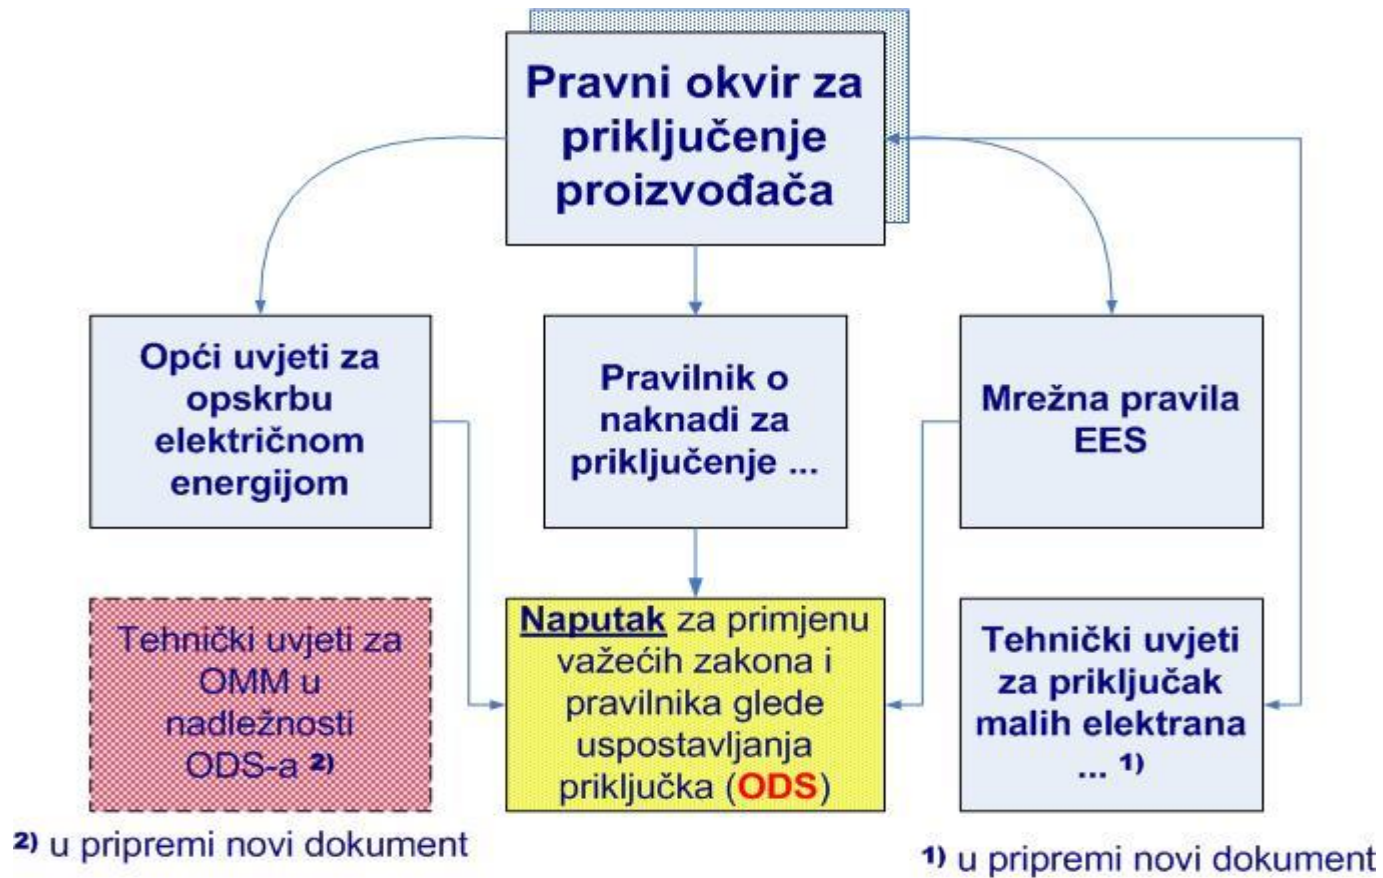 Pravni okvir za
priključenje
proizvođača
Opći uvjeti za
opskrbu
električnom
energijom
Pravilnik o
naknadi za
priključenje ...
Mrežna pravila
EES
Tehnički uvjeti za
OMM u
nadležnosti
ODS-a 2)
Naputak za primjenu
važećih zakona i
pravilnika glede
uspostavljanja
priključka (ODS)
Tehnički uvjeti
za priključak
malih elektrana
... 1)
2) u pripremi novi dokument
1) u pripremi novi dokument